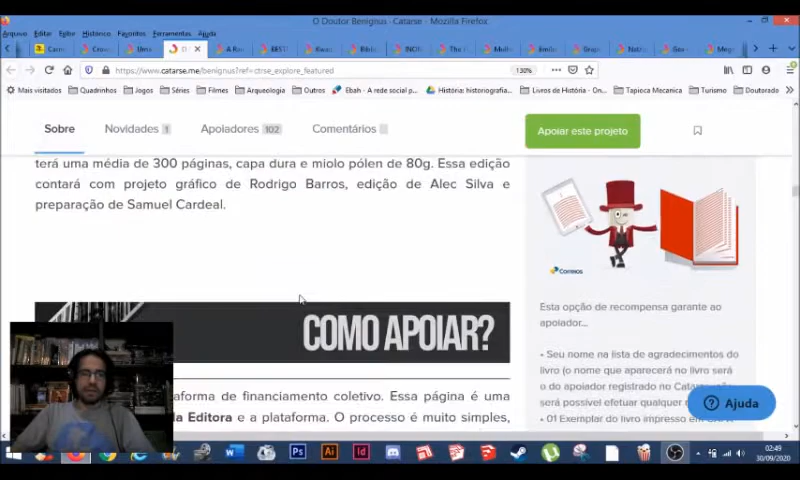 O Doutor Benignus · Catarse - Mozilla Firefox
Arquivo Editar Exibir Histórico Favoritos Ferramentas Ajuda
https://www.catarse.me/benignus?ref=ctrse_explore_featured
130%
Mais visitados Quadrinhos Jogos Séries Filmes Arqueologia Outros Ebah - A rede social p... História: historiografia... Livros de História - On... Tapioca Mecanica Turismo Doutorado
Sobre Novidades 1 Apoiadores 102 Comentários Apoiar este projeto
terá uma média de 300 páginas, capa dura e miolo pólen de 80g. Essa edição
contará com projeto gráfico de Rodrigo Barros, edição de Alec Silva e
preparação de Samuel Cardeal.
Correios
COMO APOIAR?
Esta opção de recompensa garante ao
apoiador...
• Seu nome na lista de agradecimentos do
livro (o nome que aparecerá no livro será
o do apoiador registrado no
será possível efetuar qualquer
• 01 Exemplar do livro impresso
Ajuda
aforma de financiamento coletivo. Essa página é uma
da Editora e a plataforma. O processo é muito simples,
02:49
30/09/2020